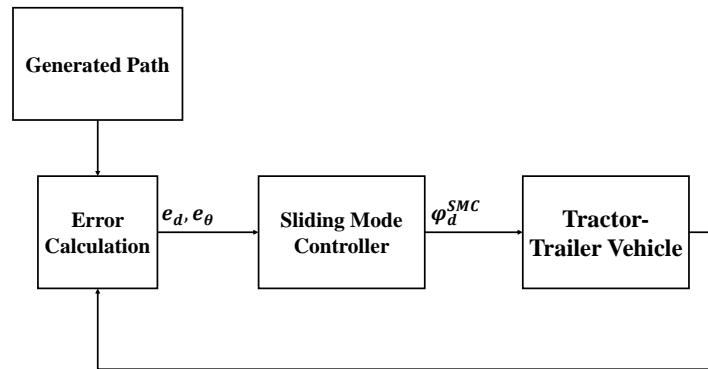 Generated Path
Error
Calculation
e_d, e_θ
Sliding Mode
Controller
φ_d^{SMC}
Tractor-
Trailer Vehicle